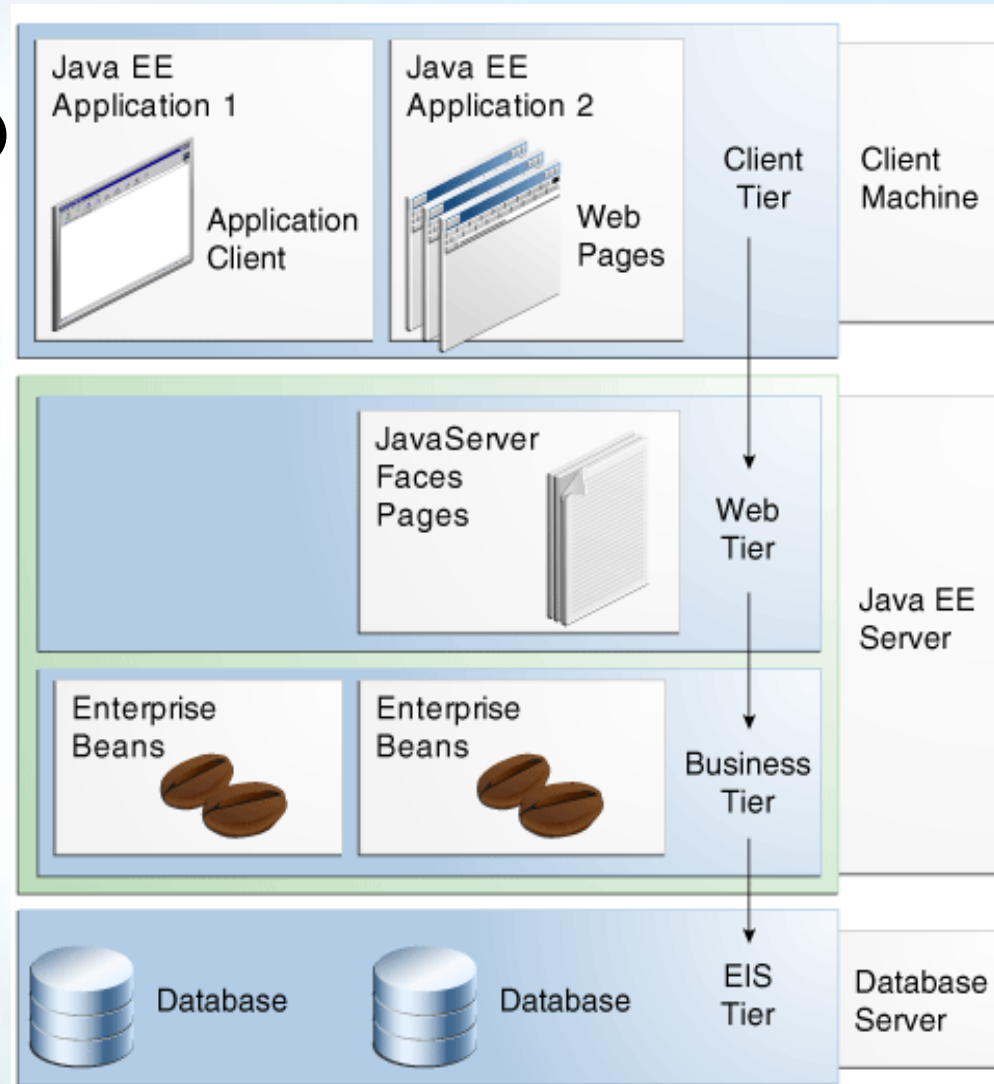 Java EE
Application 1
Application
Client
Java EE
Application 2
Web
Pages
Client
Tier
Client
Machine
JavaServer
Faces
Pages
Web
Tier
Java EE
Server
Enterprise
Beans
Enterprise
Beans
Business
Tier
Database
Database
EIS
Tier
Database
Server